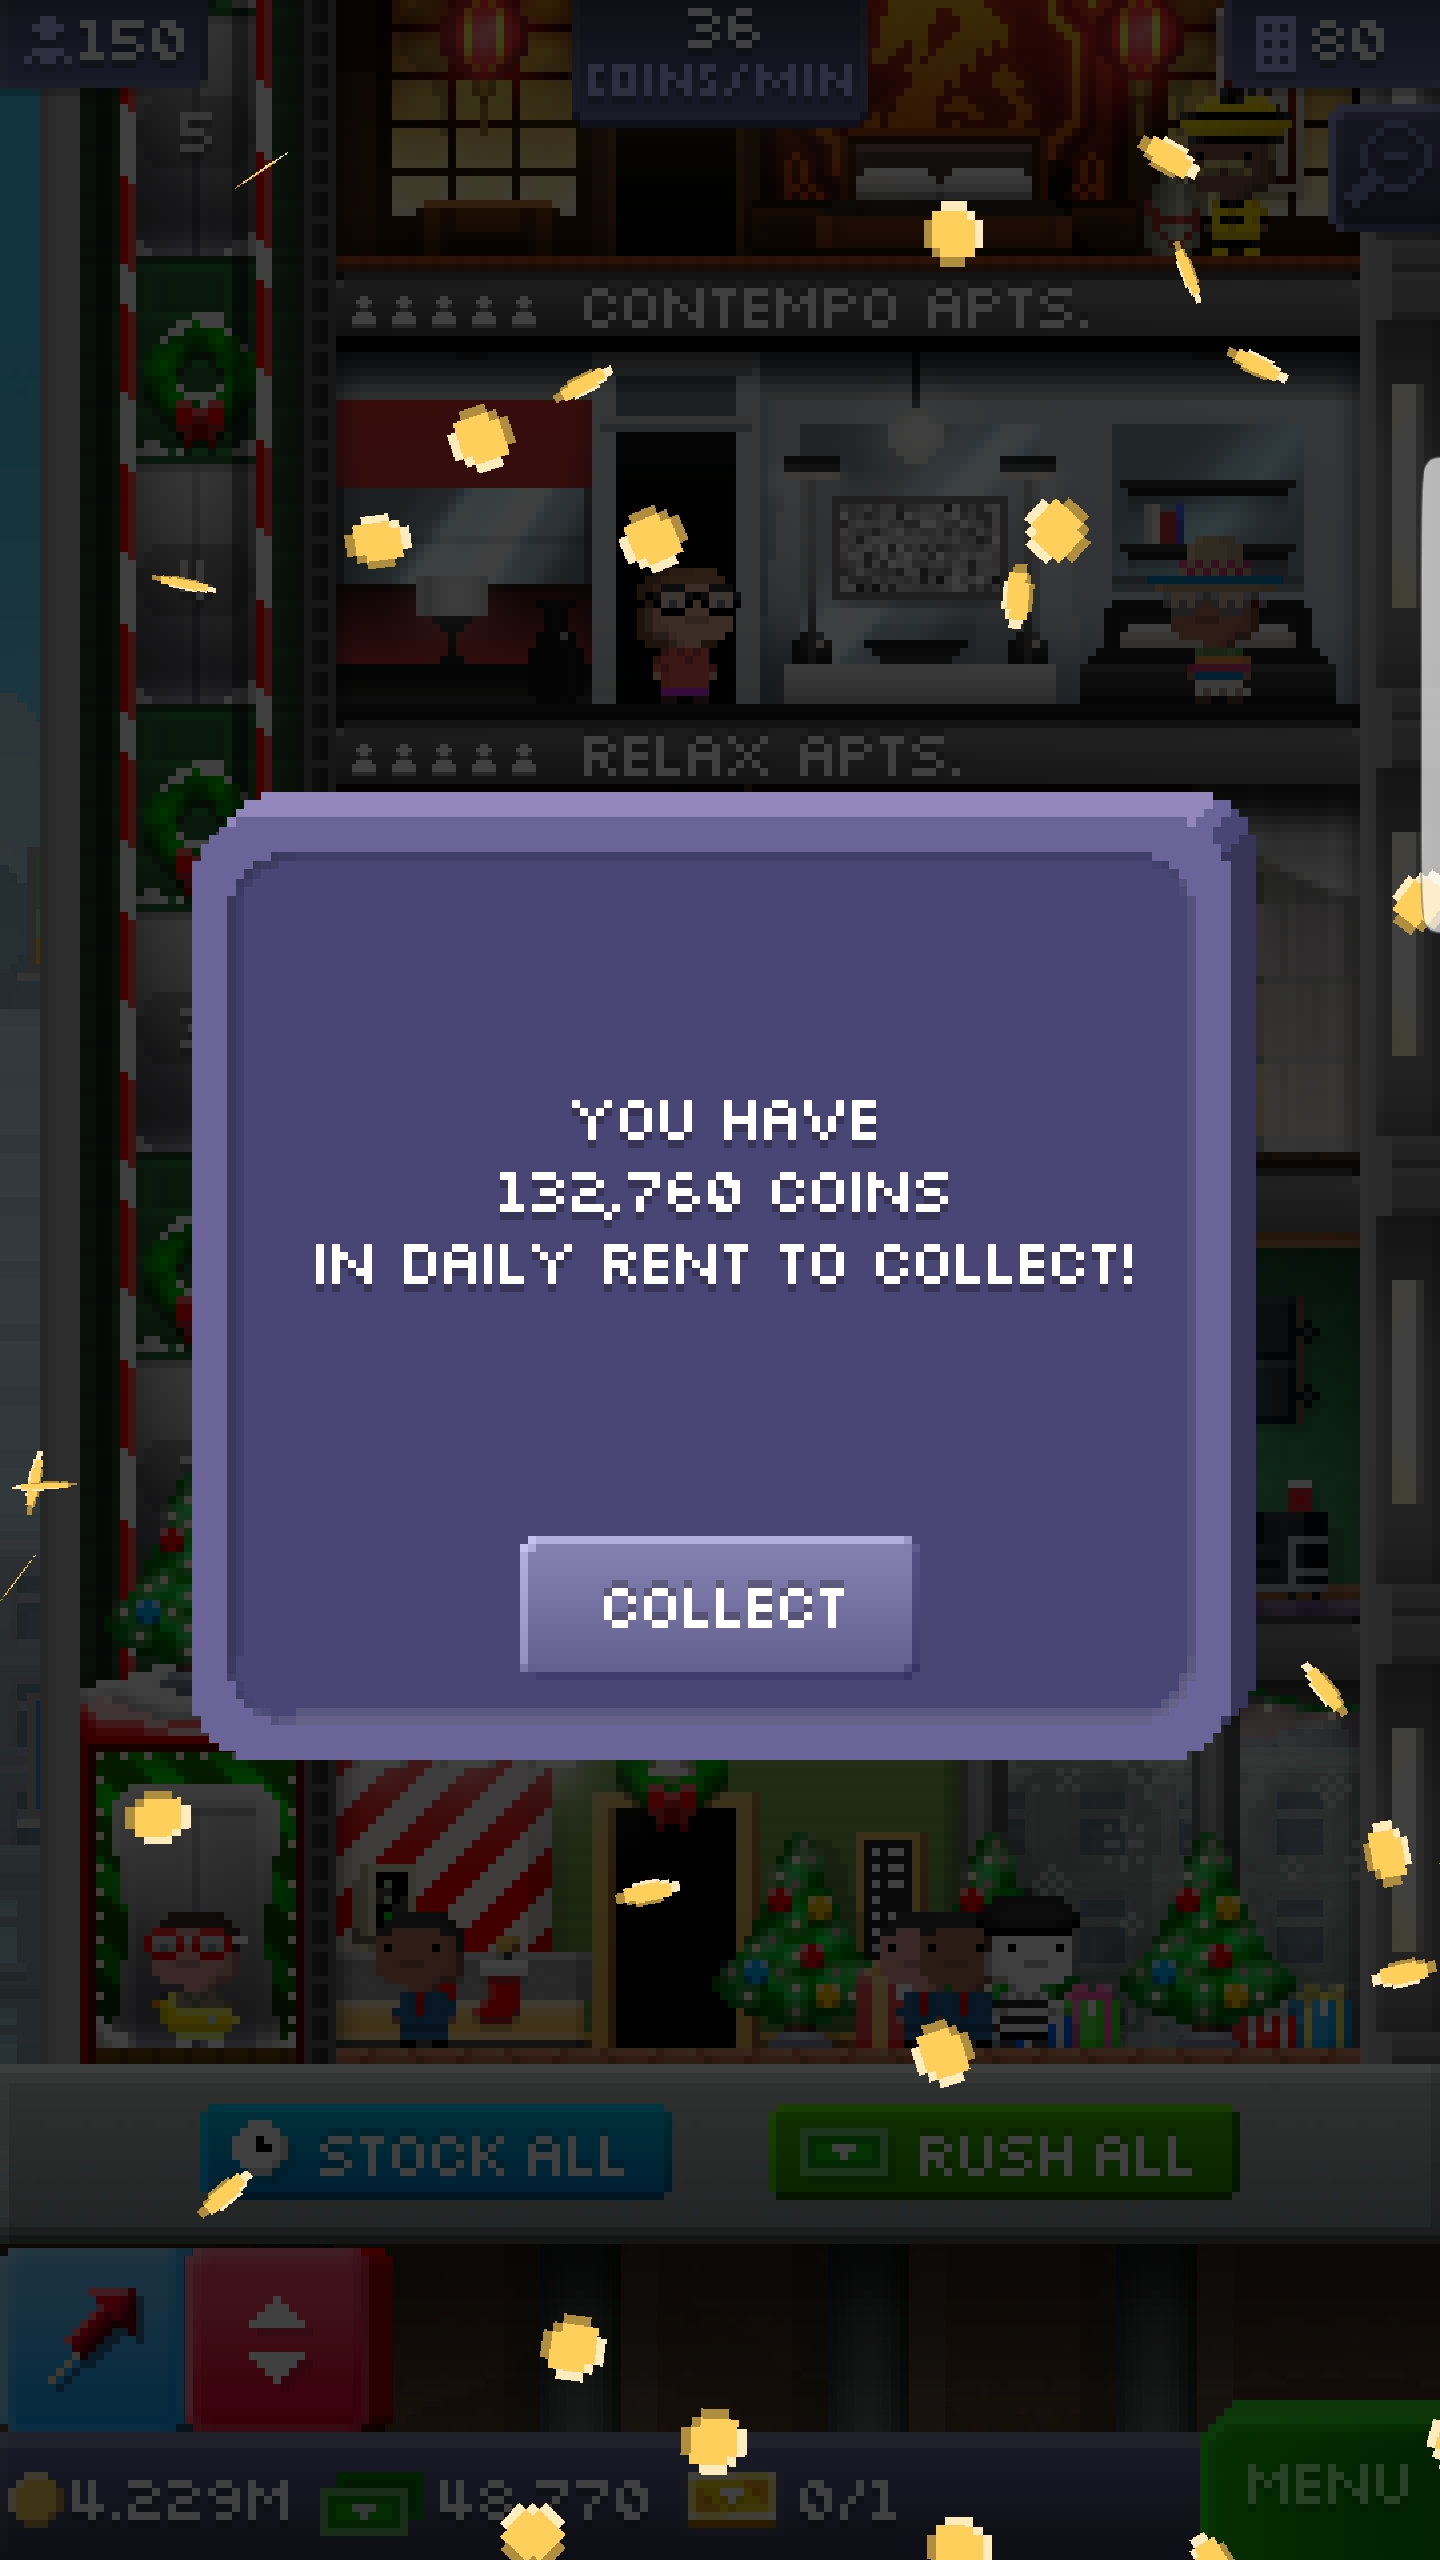 150
36
COINS/MIN
80
5
CONTEMPO APTS.
RELAX APTS.
YOU HAVE
132,760 COINS
IN DAILY RENT TO COLLECT!
COLLECT
STOCK ALL
RUSH ALL
4.229M
48,770
0/1
MENU